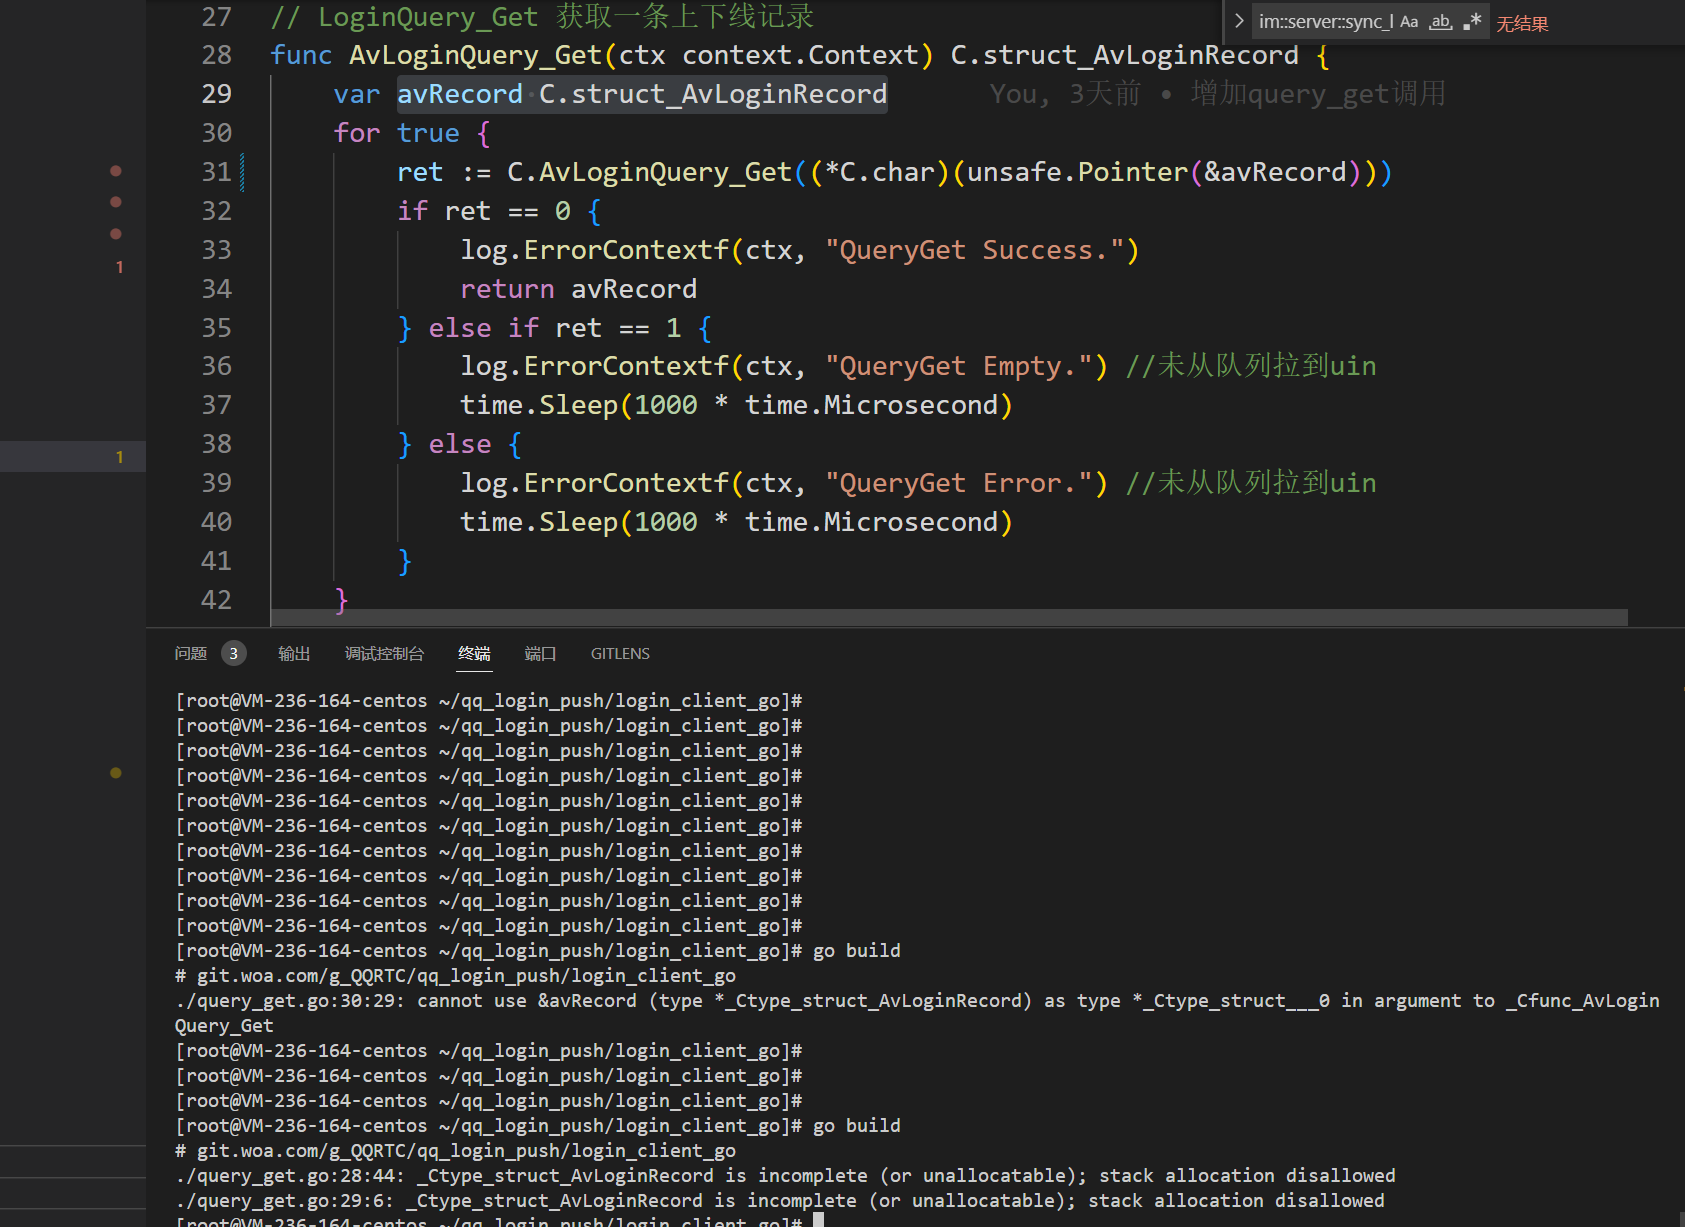 27 // LoginQuery_Get 获取一条上下线记录
im::server::sync_l Aa ab .* 无结果
28 func AvLoginQuery_Get(ctx context.Context) C.struct_AvLoginRecord {
29 var avRecord C.struct_AvLoginRecord You, 3天前 • 增加query_get调用
30 for true {
31 ret := C.AvLoginQuery_Get((*C.char)(unsafe.Pointer(&avRecord)))
32 if ret == 0 {
33 log.ErrorContextf(ctx, "QueryGet Success.")
1
34 return avRecord
35 } else if ret == 1 {
36 log.ErrorContextf(ctx, "QueryGet Empty.") //未从队列拉到uin
37 time.Sleep(1000 * time.Microsecond)
38 } else {
1
39 log.ErrorContextf(ctx, "QueryGet Error.") //未从队列拉到uin
40 time.Sleep(1000 * time.Microsecond)
41 }
42 }
问题 3 输出 调试控制台 终端 端口 GITLENS
[root@VM-236-164-centos ~/qq_login_push/login_client_go]#
[root@VM-236-164-centos ~/qq_login_push/login_client_go]#
[root@VM-236-164-centos ~/qq_login_push/login_client_go]#
[root@VM-236-164-centos ~/qq_login_push/login_client_go]#
[root@VM-236-164-centos ~/qq_login_push/login_client_go]#
[root@VM-236-164-centos ~/qq_login_push/login_client_go]#
[root@VM-236-164-centos ~/qq_login_push/login_client_go]#
[root@VM-236-164-centos ~/qq_login_push/login_client_go]#
[root@VM-236-164-centos ~/qq_login_push/login_client_go]#
[root@VM-236-164-centos ~/qq_login_push/login_client_go]#
[root@VM-236-164-centos ~/qq_login_push/login_client_go]# go build
# git.woa.com/g_QQRTC/qq_login_push/login_client_go
./query_get.go:30:29: cannot use &avRecord (type *_Ctype_struct_AvLoginRecord) as type *_Ctype_struct___0 in argument to _Cfunc_AvLogin
Query_Get
[root@VM-236-164-centos ~/qq_login_push/login_client_go]#
[root@VM-236-164-centos ~/qq_login_push/login_client_go]#
[root@VM-236-164-centos ~/qq_login_push/login_client_go]#
[root@VM-236-164-centos ~/qq_login_push/login_client_go]# go build
# git.woa.com/g_QQRTC/qq_login_push/login_client_go
./query_get.go:28:44: _Ctype_struct_AvLoginRecord is incomplete (or unallocatable); stack allocation disallowed
./query_get.go:29:6: _Ctype_struct_AvLoginRecord is incomplete (or unallocatable); stack allocation disallowed
[root@VM-236-164-centos ~/qq_login_push/login_client_go]#